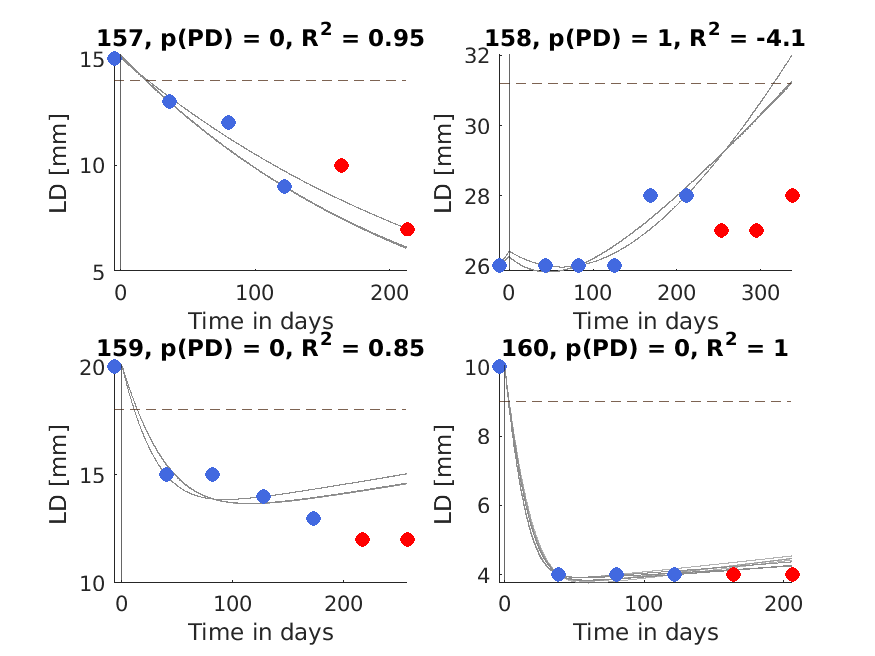 157, p(PD) = 0, R² = 0.95
15
10
5
LD [mm]
0
100
200
Time in days
158, p(PD) = 1, R² = -4.1
32
30
28
26
LD [mm]
0
100
200
300
Time in days
159, p(PD) = 0, R² = 0.85
20
15
10
LD [mm]
0
100
200
Time in days
160, p(PD) = 0, R² = 1
10
8
6
4
LD [mm]
0
100
200
Time in days